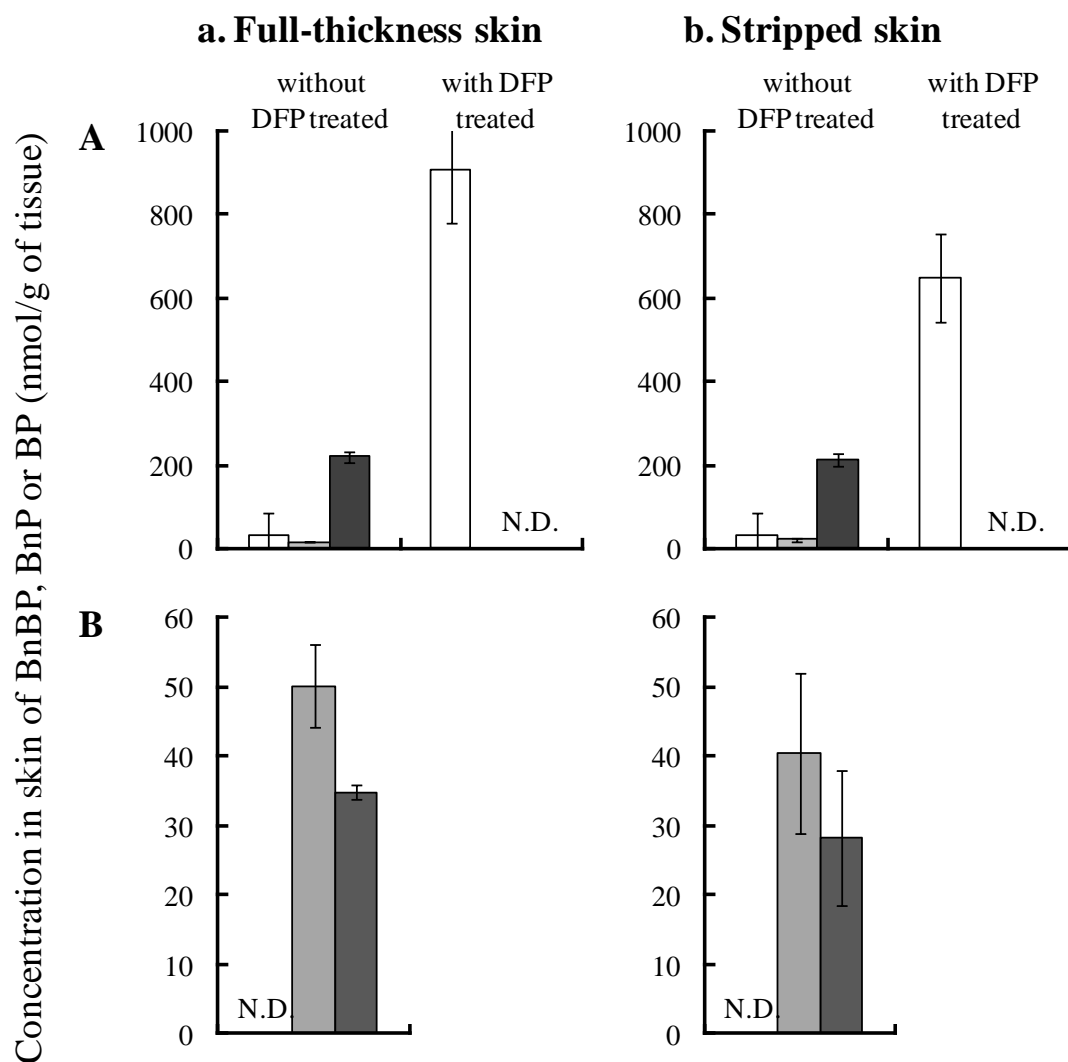 a. Full-thickness skin
b. Stripped skin
without
DFP treated
with DFP
treated
without
DFP treated
with DFP
treated
Concentration in skin of BnBP, BnP or BP (nmol/g of tissue)
A
1000
800
600
400
200
0
N.D.
1000
800
600
400
200
0
N.D.
B
60
50
40
30
20
10
0
N.D.
60
50
40
30
20
10
0
N.D.